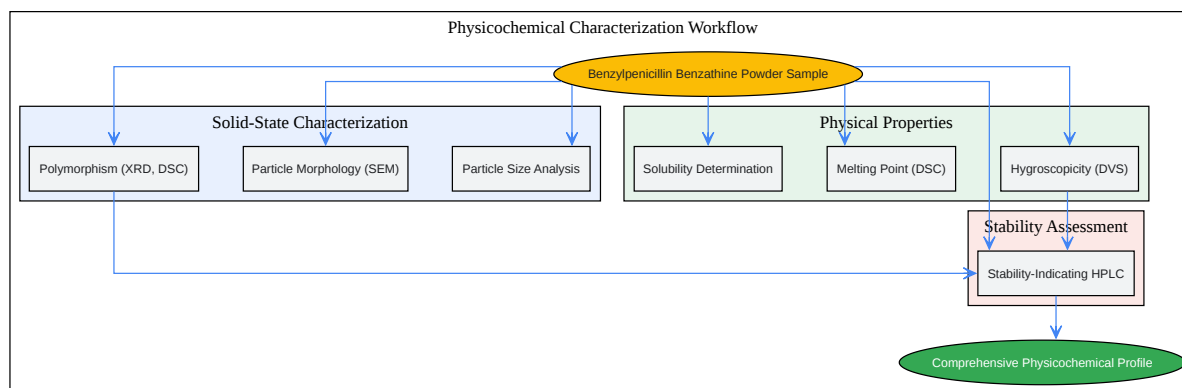 Physicochemical Characterization Workflow
Benzylpenicillin Benzathine Powder Sample
Solid-State Characterization
Physical Properties
Polymorphism (XRD, DSC)
Particle Morphology (SEM)
Particle Size Analysis
Solubility Determination
Melting Point (DSC)
Hygroscopicity (DVS)
Stability Assessment
Stability-Indicating HPLC
Comprehensive Physicochemical Profile